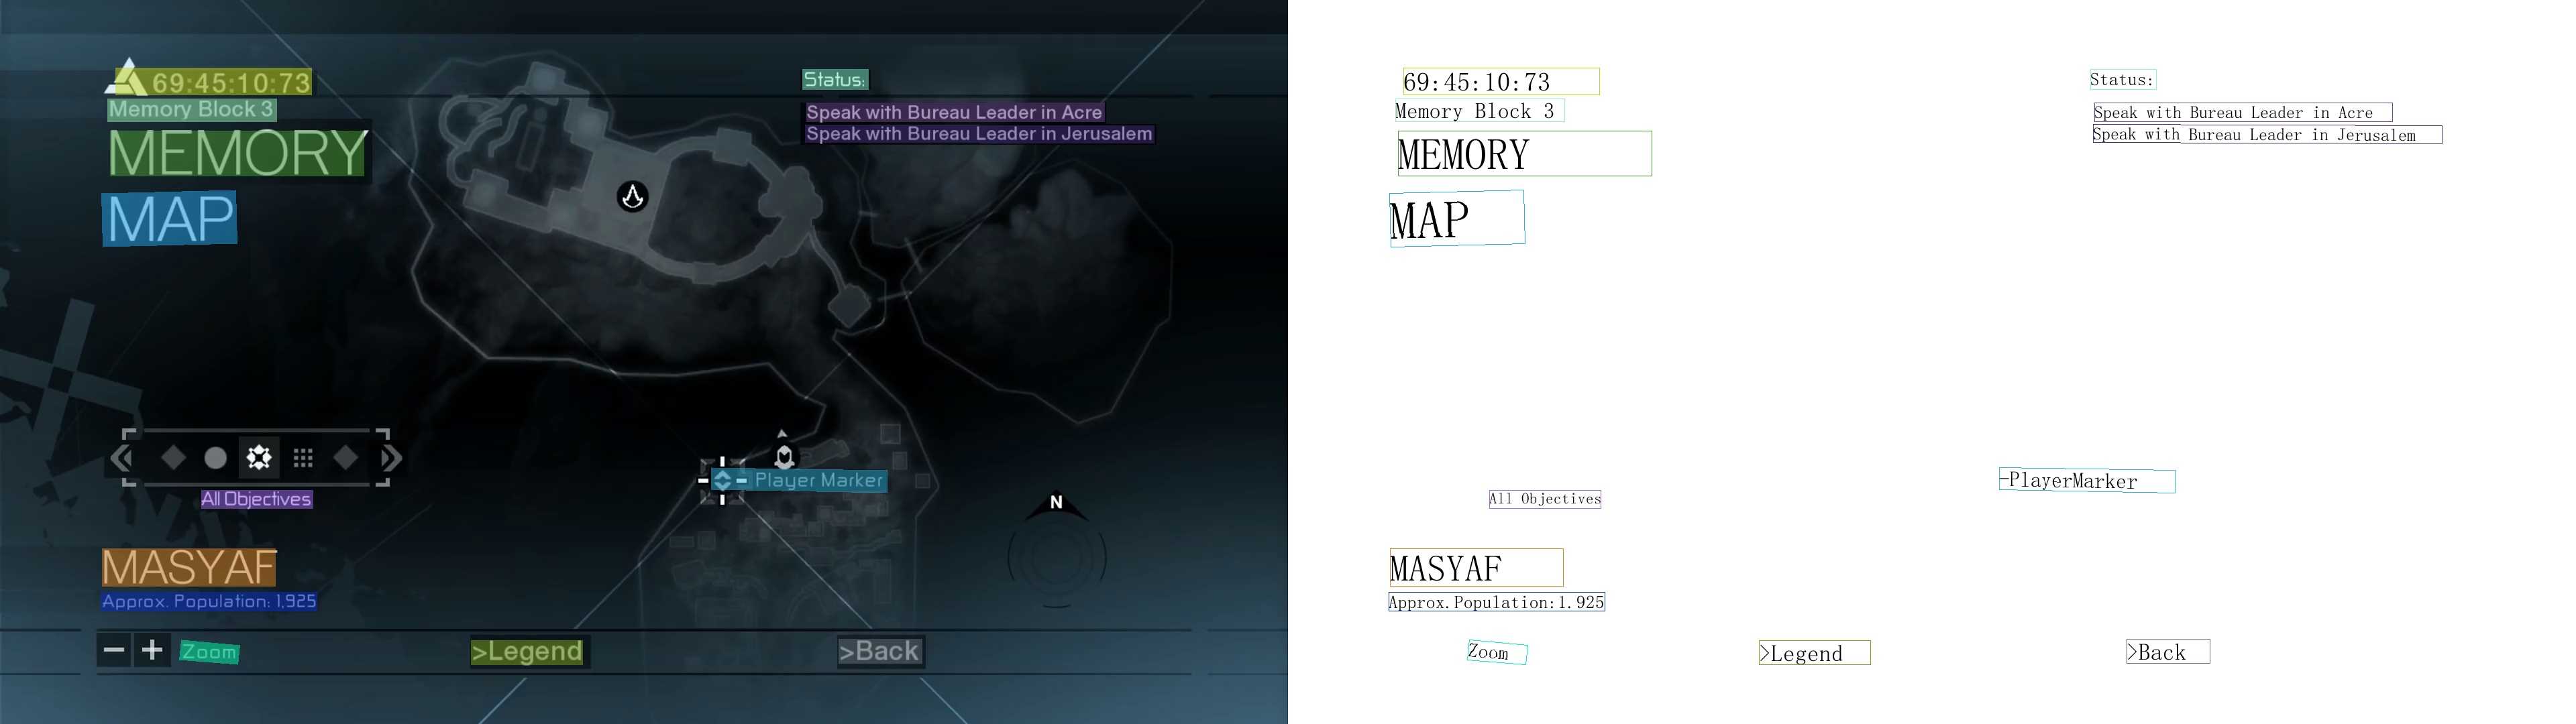 69:45:10:73
Memory Block 3
MEMORY
MAP
Status:
Speak with Bureau Leader in Acre
Speak with Bureau Leader in Jerusalem
Player Marker
All Objectives
N
MASYAF
Approx. Population: 1,925
Zoom
>Legend
>Back
69:45:10:73
Memory Block 3
MEMORY
MAP
Status:
Speak with Bureau Leader in Acre
Speak with Bureau Leader in Jerusalem
-PlayerMarker
All Objectives
MASYAF
Approx.Population:1.925
Zoom
>Legend
>Back